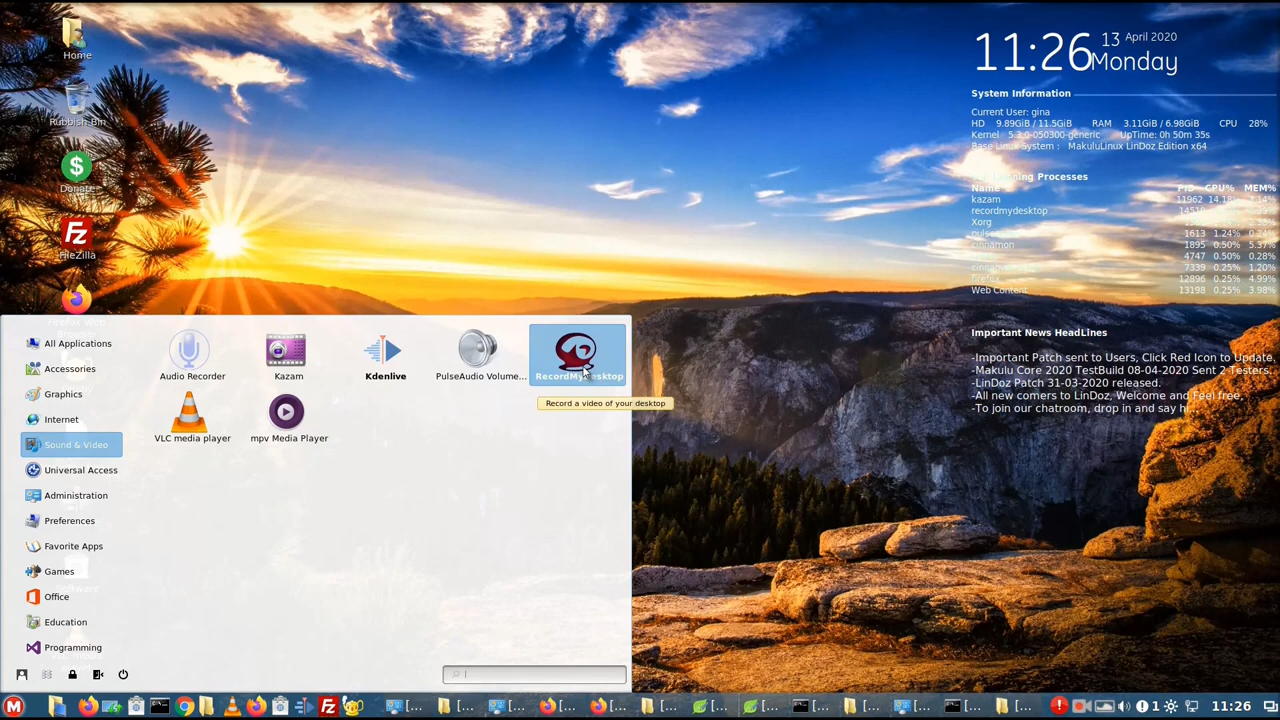 Home
Rubbish Bin
Donate
FileZilla
11:26
13 April 2020
Monday
System Information
Current User: gina
HD 9.89GiB / 11.5GiB RAM 3.11GiB / 6.98GiB CPU 28%
Kernel 5.3.0-050300-generic UpTime: 0h 50m 35s
Base Linux System : MakuluLinux LinDoz Edition x64
Processes
Name PID CPU% MEM%
kazam 11962
recordmydesktop
Xorg
1613 1.24%
cinnamon 1895 0.50% 5.37%
4747 0.50% 0.28%
7339 0.25% 1.20%
12896 0.25% 4.99%
Web Content 13198 0.25% 3.98%
Important News HeadLines
-Important Patch sent to Users, Click Red Icon to Update,
-Makulu Core 2020 TestBuild 08-04-2020 Sent 2 Testers.
-LinDoz Patch 31-03-2020 released.
-All new comers to LinDoz, Welcome and Feel free,
-To join our chatroom, drop in and say hi
All Applications
Accessories
Graphics
Internet
Sound & Video
Universal Access
Administration
Preferences
Favorite Apps
Games
Office
Education
Programming
Audio Recorder
Kazam
Kdenlive
PulseAudio Volume...
RecordMyDesktop
Record a video of your desktop
VLC media player
mpv Media Player
[... [... [... [... [... [... [... [... [... [... [... [... [... [...
1
11:26